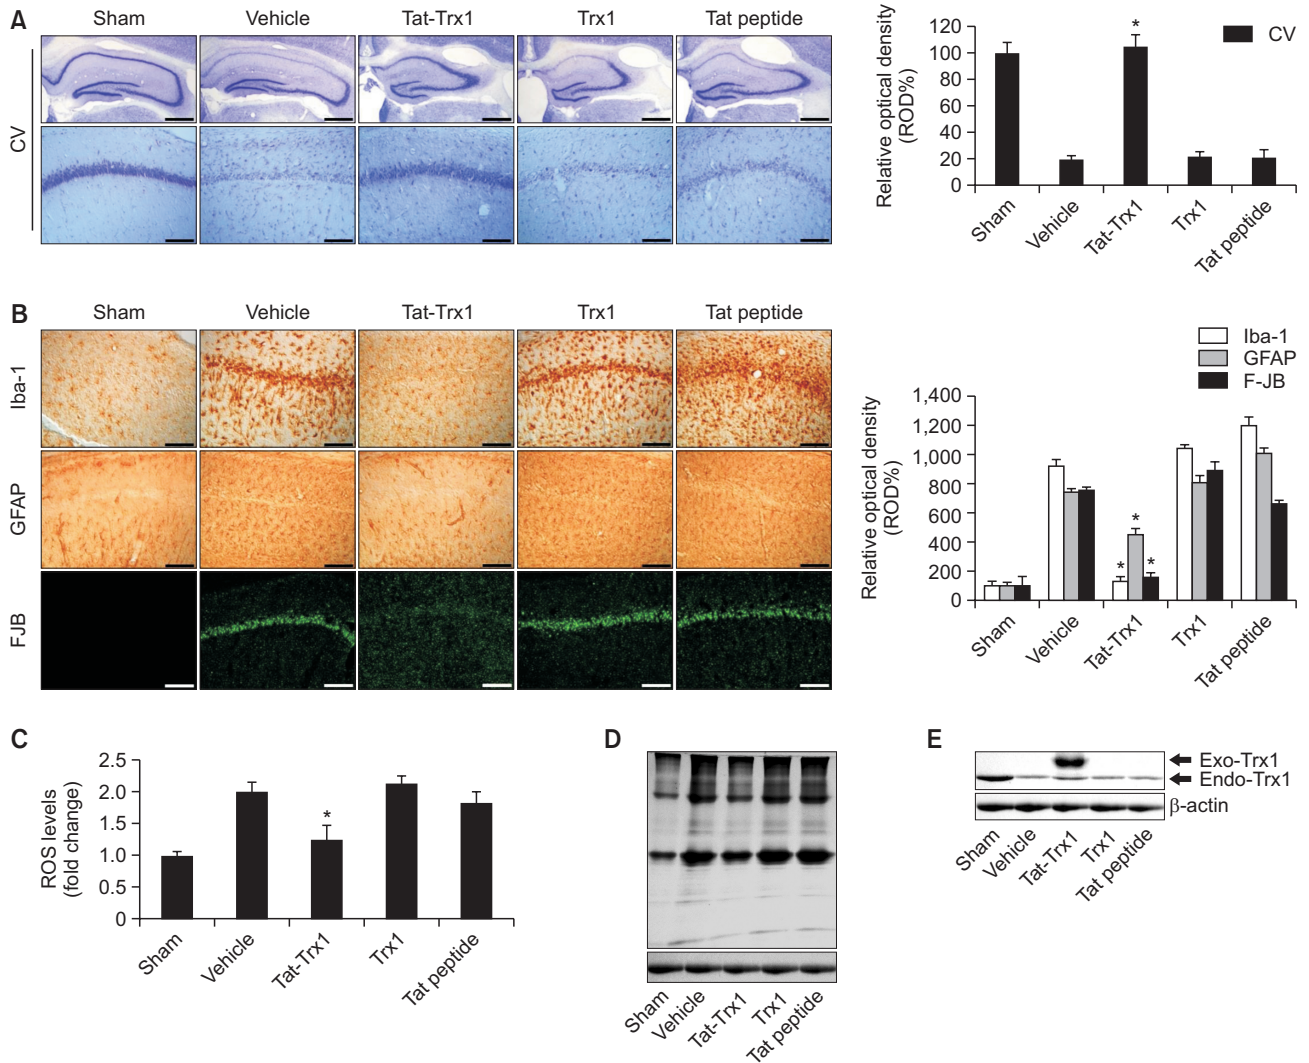 A
Sham Vehicle Tat-Trx1 Trx1 Tat peptide
CV
Relative optical density
(ROD%)
120
100
80
60
40
20
0
*
CV
Sham Vehicle Tat-Trx1 Trx1 Tat peptide
B
Sham Vehicle Tat-Trx1 Trx1 Tat peptide
Iba-1
GFAP
FJB
Iba-1
GFAP
F-JB
Relative optical density
(ROD%)
1,400
1,200
1,000
800
600
400
200
0
* * *
Sham Vehicle Tat-Trx1 Trx1 Tat peptide
C
ROS levels
(fold change)
2.5
2.0
1.5
1.0
0.5
0
*
Sham Vehicle Tat-Trx1 Trx1 Tat peptide
D
Sham Vehicle Tat-Trx1 Trx1 Tat peptide
E
Exo-Trx1
Endo-Trx1
β-actin
Sham Vehicle Tat-Trx1 Trx1 Tat peptide